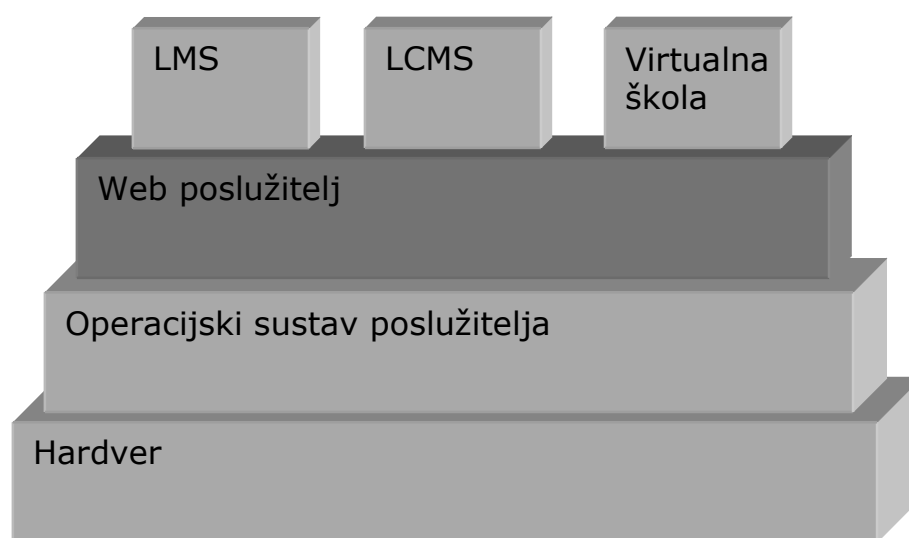 LMS
LCMS
Virtualna
škola
Web poslužitelj
Operacijski sustav poslužitelja
Hardver